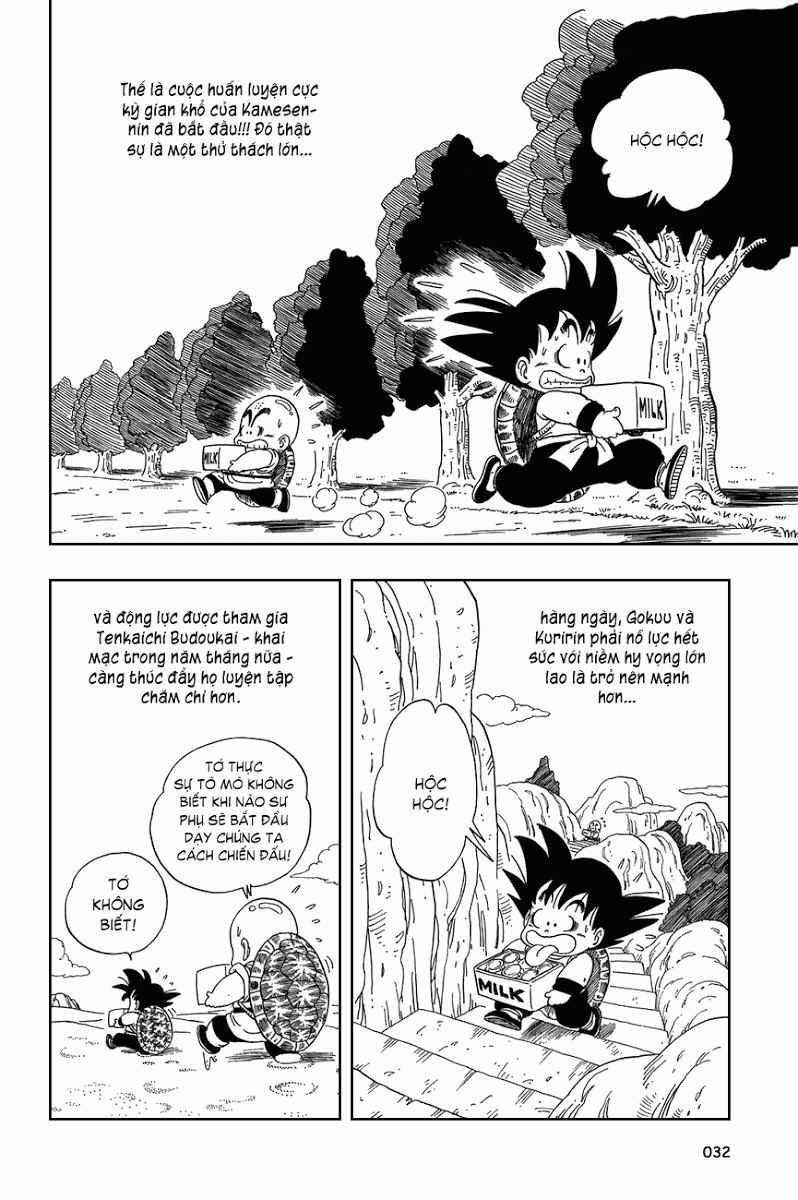 Thế là cuộc huấn luyện cực
kỳ gian khổ của Kamesen-
nin đã bắt đầu!!! Đó thật
sự là một thử thách lớn...
HỘC HỘC!
MILK
MILK
hàng ngày, Gokuu và
Kuririn phải nổ lực hết
sức với niềm hy vọng lớn
lao là trở nên mạnh
hơn...
HỘC
HỘC!
MILK
và động lực được tham gia
Tenkaichi Budoukai - khai
mạc trong năm tháng nữa -
càng thúc đẩy họ luyện tập
chăm chỉ hơn.
TỚ THỰC
SỰ TÒ MÒ KHÔNG
BIẾT KHI NÀO SƯ
PHỤ SẼ BẮT ĐẦU
DẠY CHÚNG TA
CÁCH CHIẾN ĐẤU!
TỚ
KHÔNG
BIẾT!
032